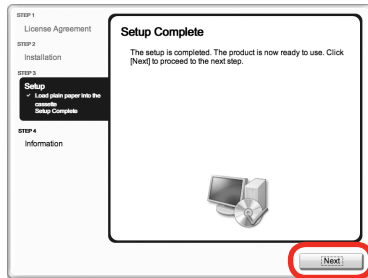 STEP 1
License Agreement
STEP 2
Installation
STEP 3
Setup
✓ Load plain paper into the
cassette
Setup Complete
STEP 4
Information
Setup Complete
The setup is completed. The product is now ready to use. Click
[Next] to proceed to the next step.
Next